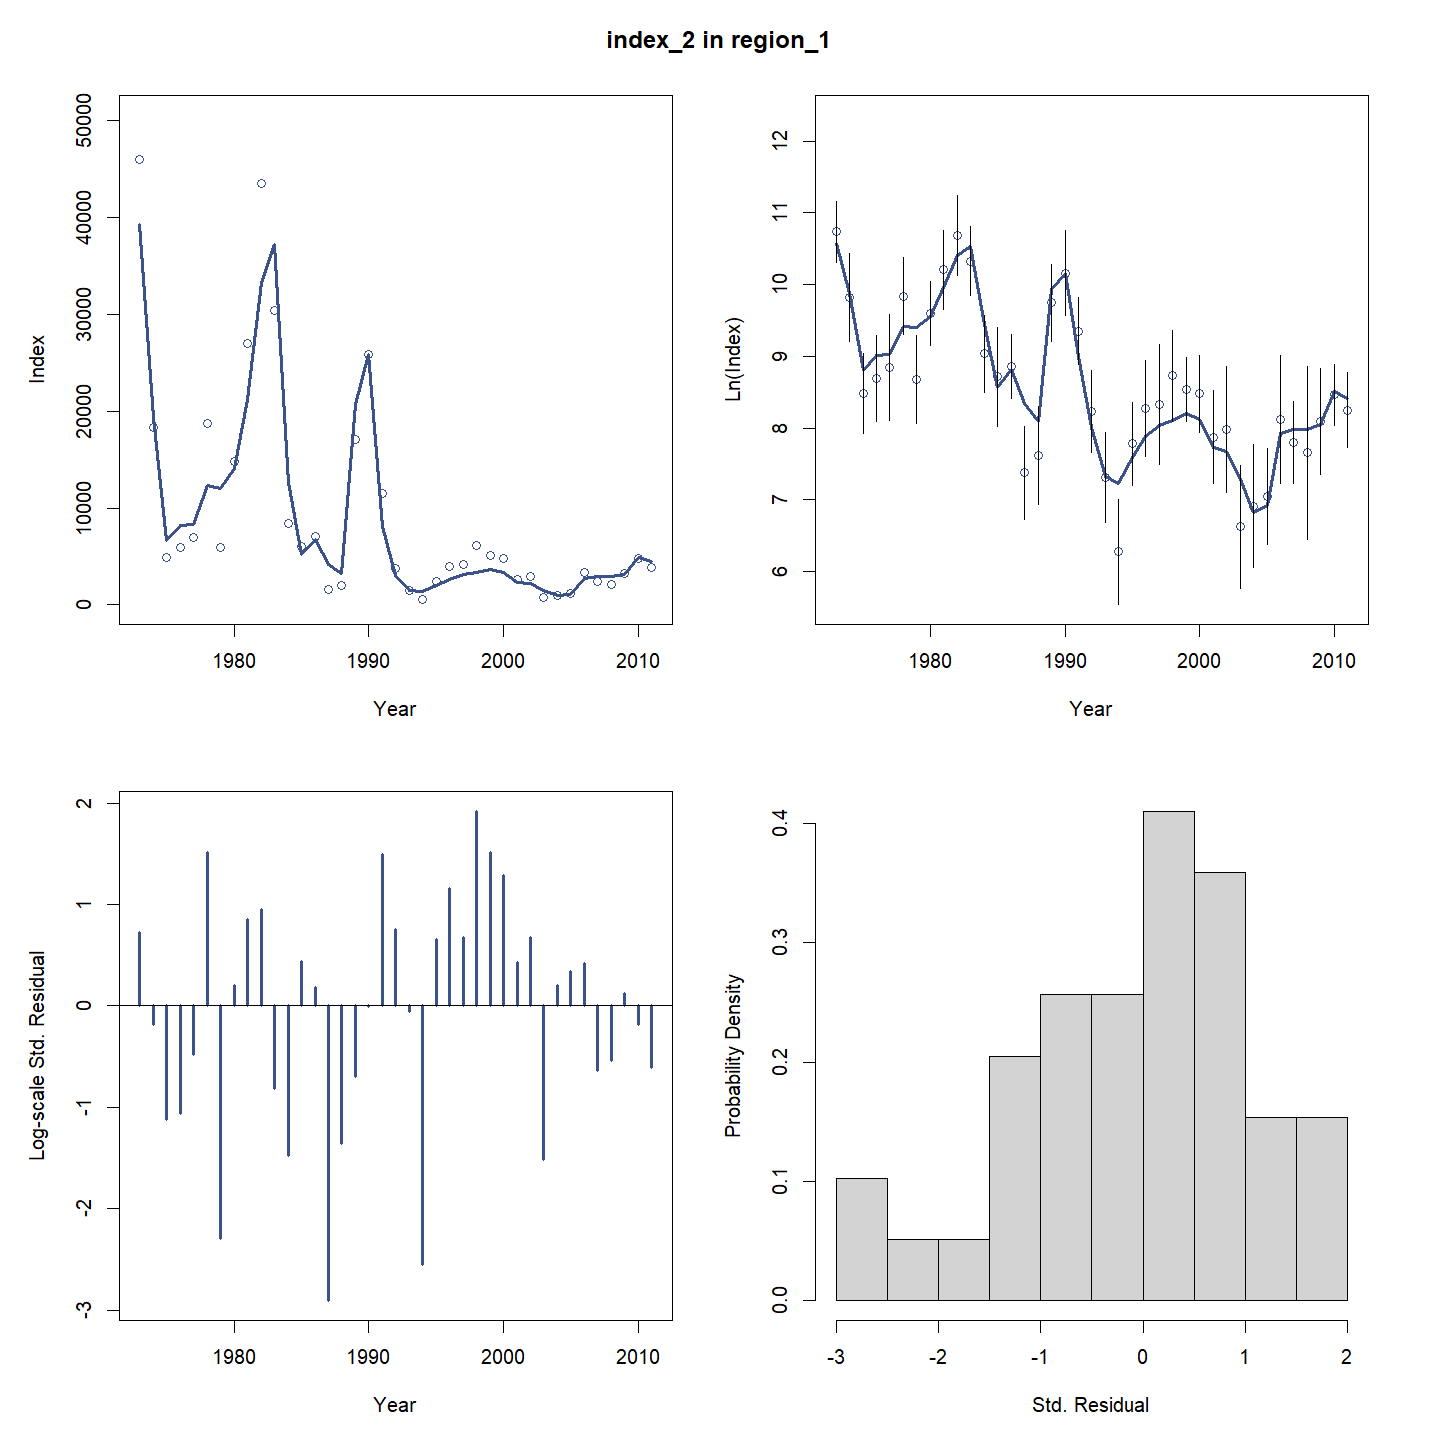 index_2 in region_1
Index
0 10000 20000 30000 40000 50000
1980 1990 2000 2010
Year
Ln(Index)
6 7 8 9 10 11 12
1980 1990 2000 2010
Year
Log-scale Std. Residual
-3 -2 -1 0 1 2
1980 1990 2000 2010
Year
Probability Density
0.0 0.1 0.2 0.3 0.4
-3 -2 -1 0 1 2
Std. Residual